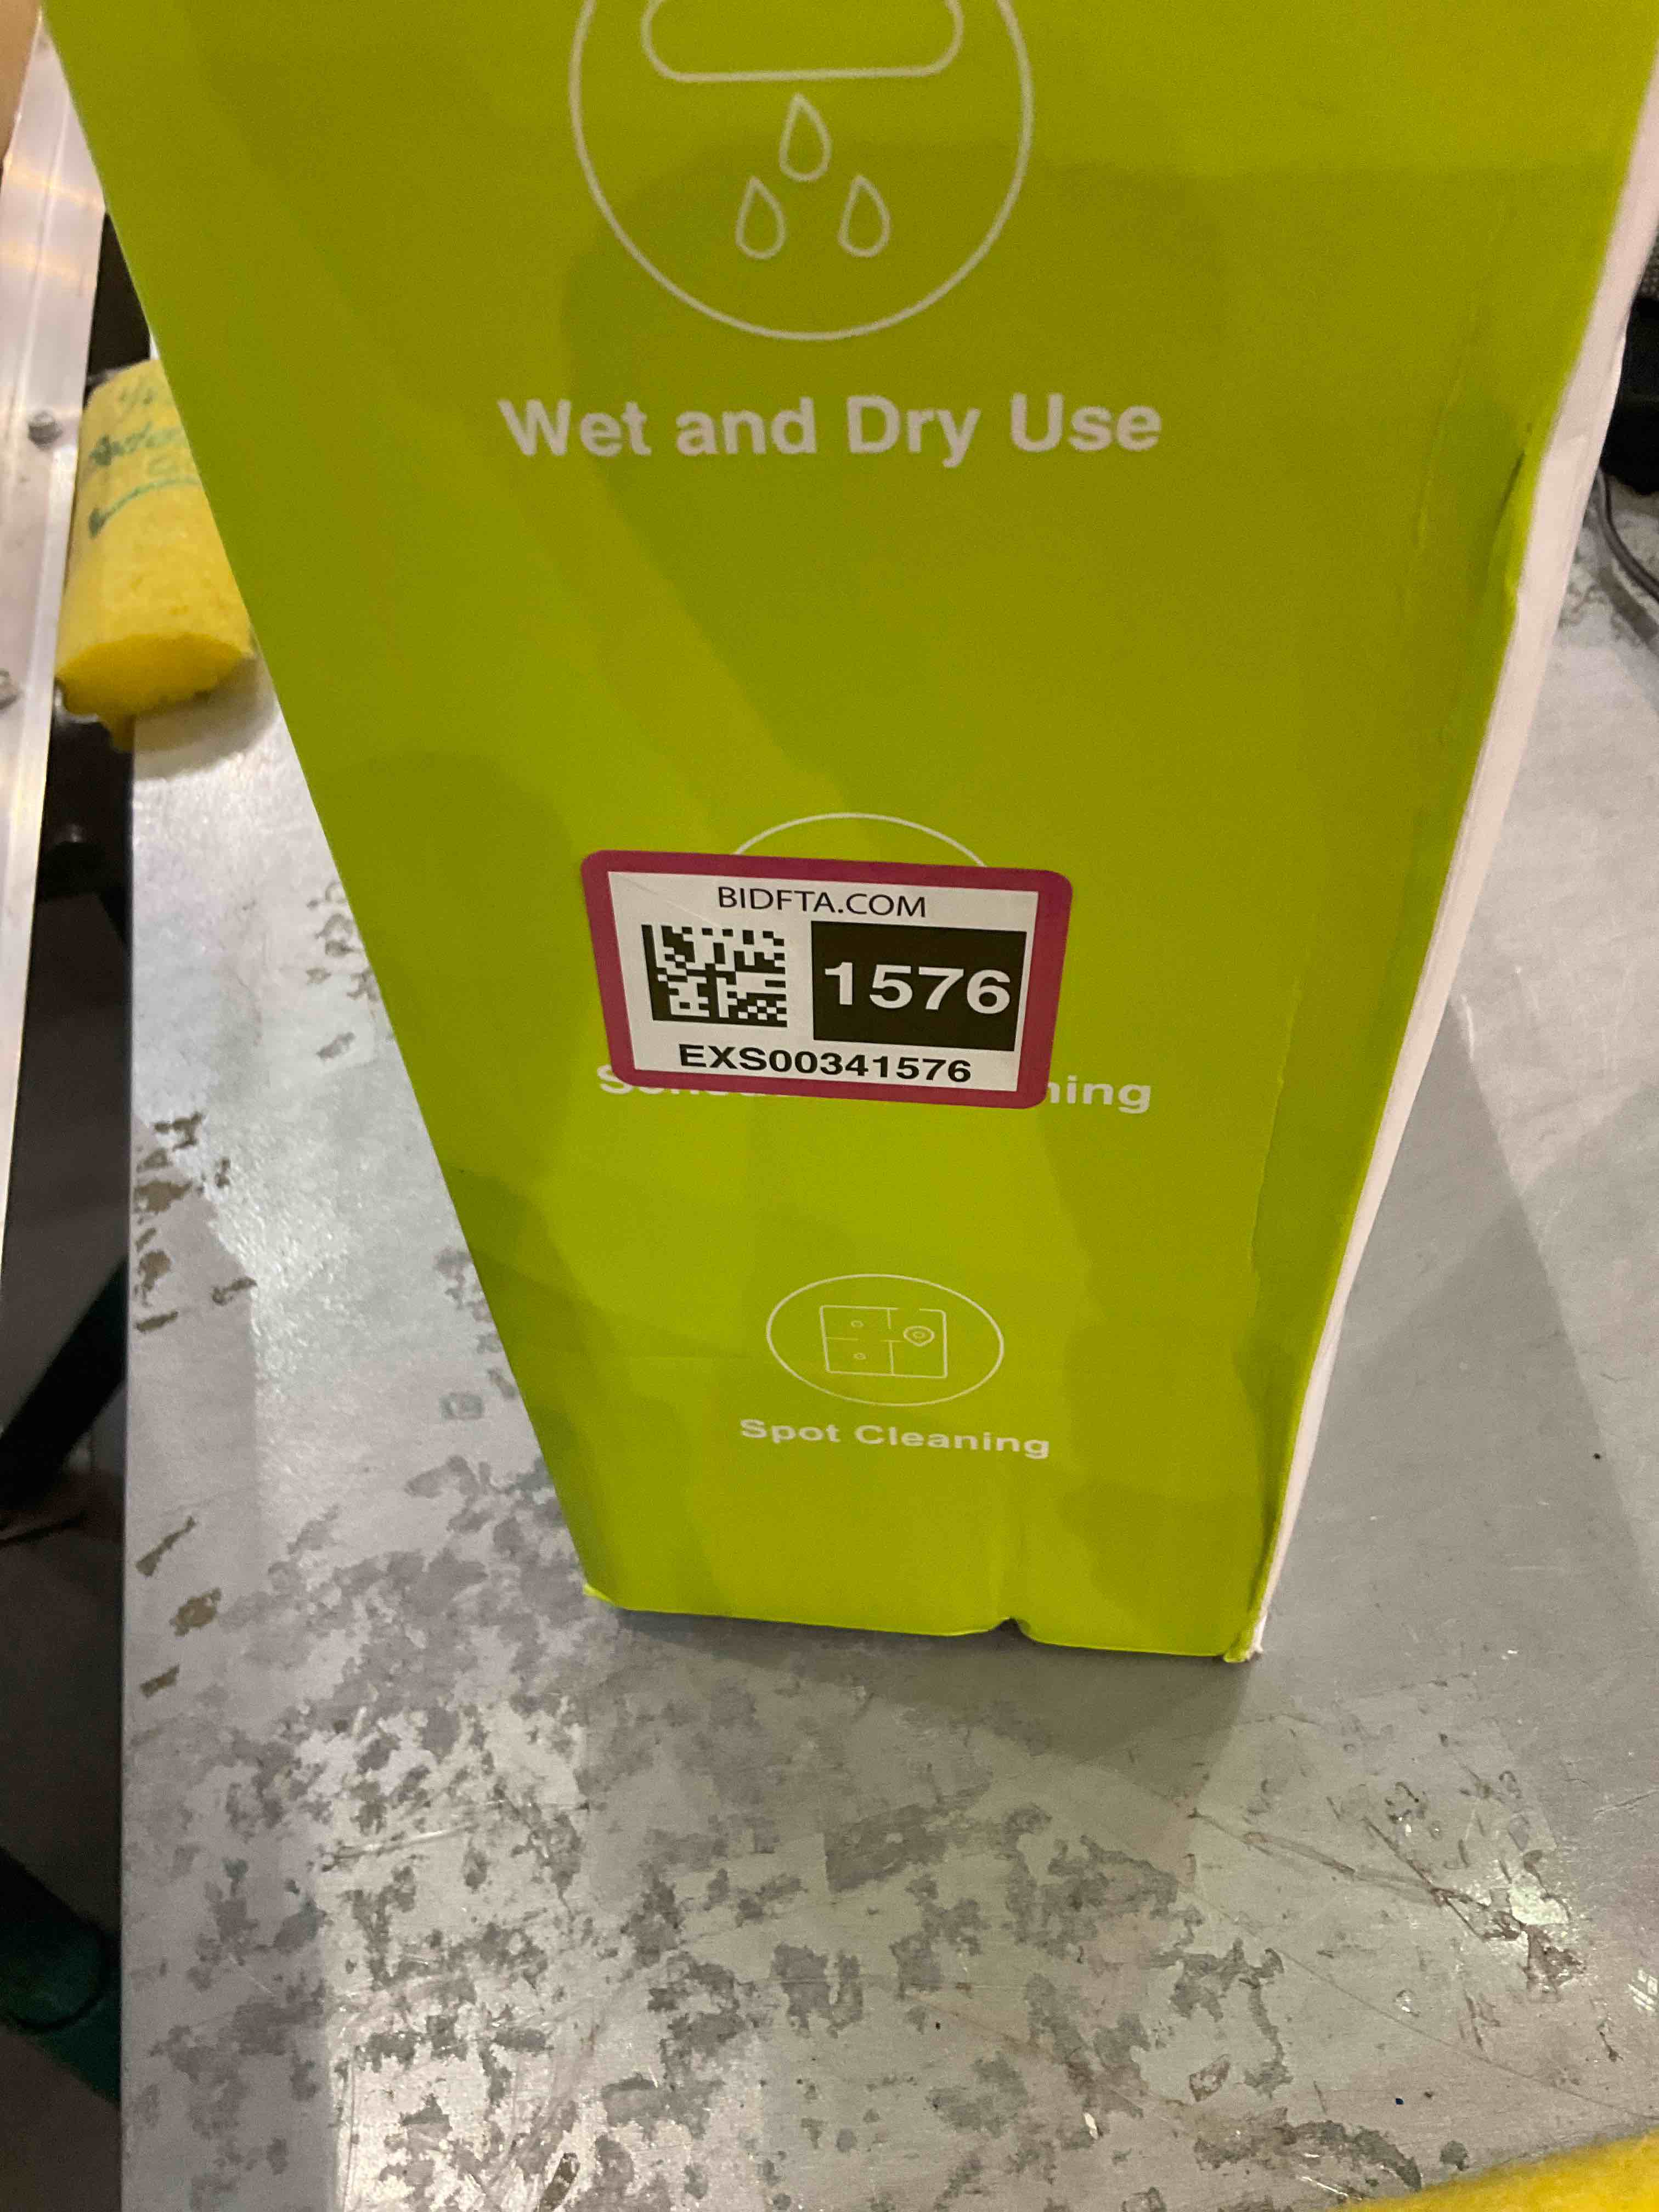 Wet and Dry Use
BIDFTA.COM
1576
EXS00341576
Spot Cleaning